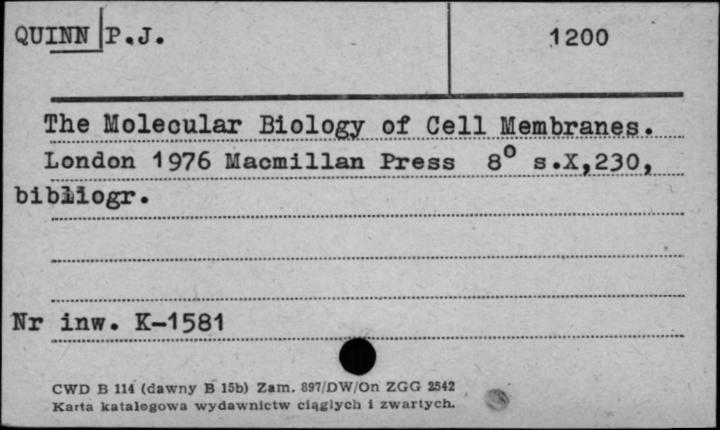 QUINN P.J. 1200
The Molecular Biology of Cell Membranes.
London 1976 Macmillan Press 8° s.X,230,
bibliogr.
Nr inw. K-1581
CWD B 114 (dawny B 15b) Zam. 897/DW/On ZGG 2542
Karta katalogowa wydawnictw ciągłych i zwartych.